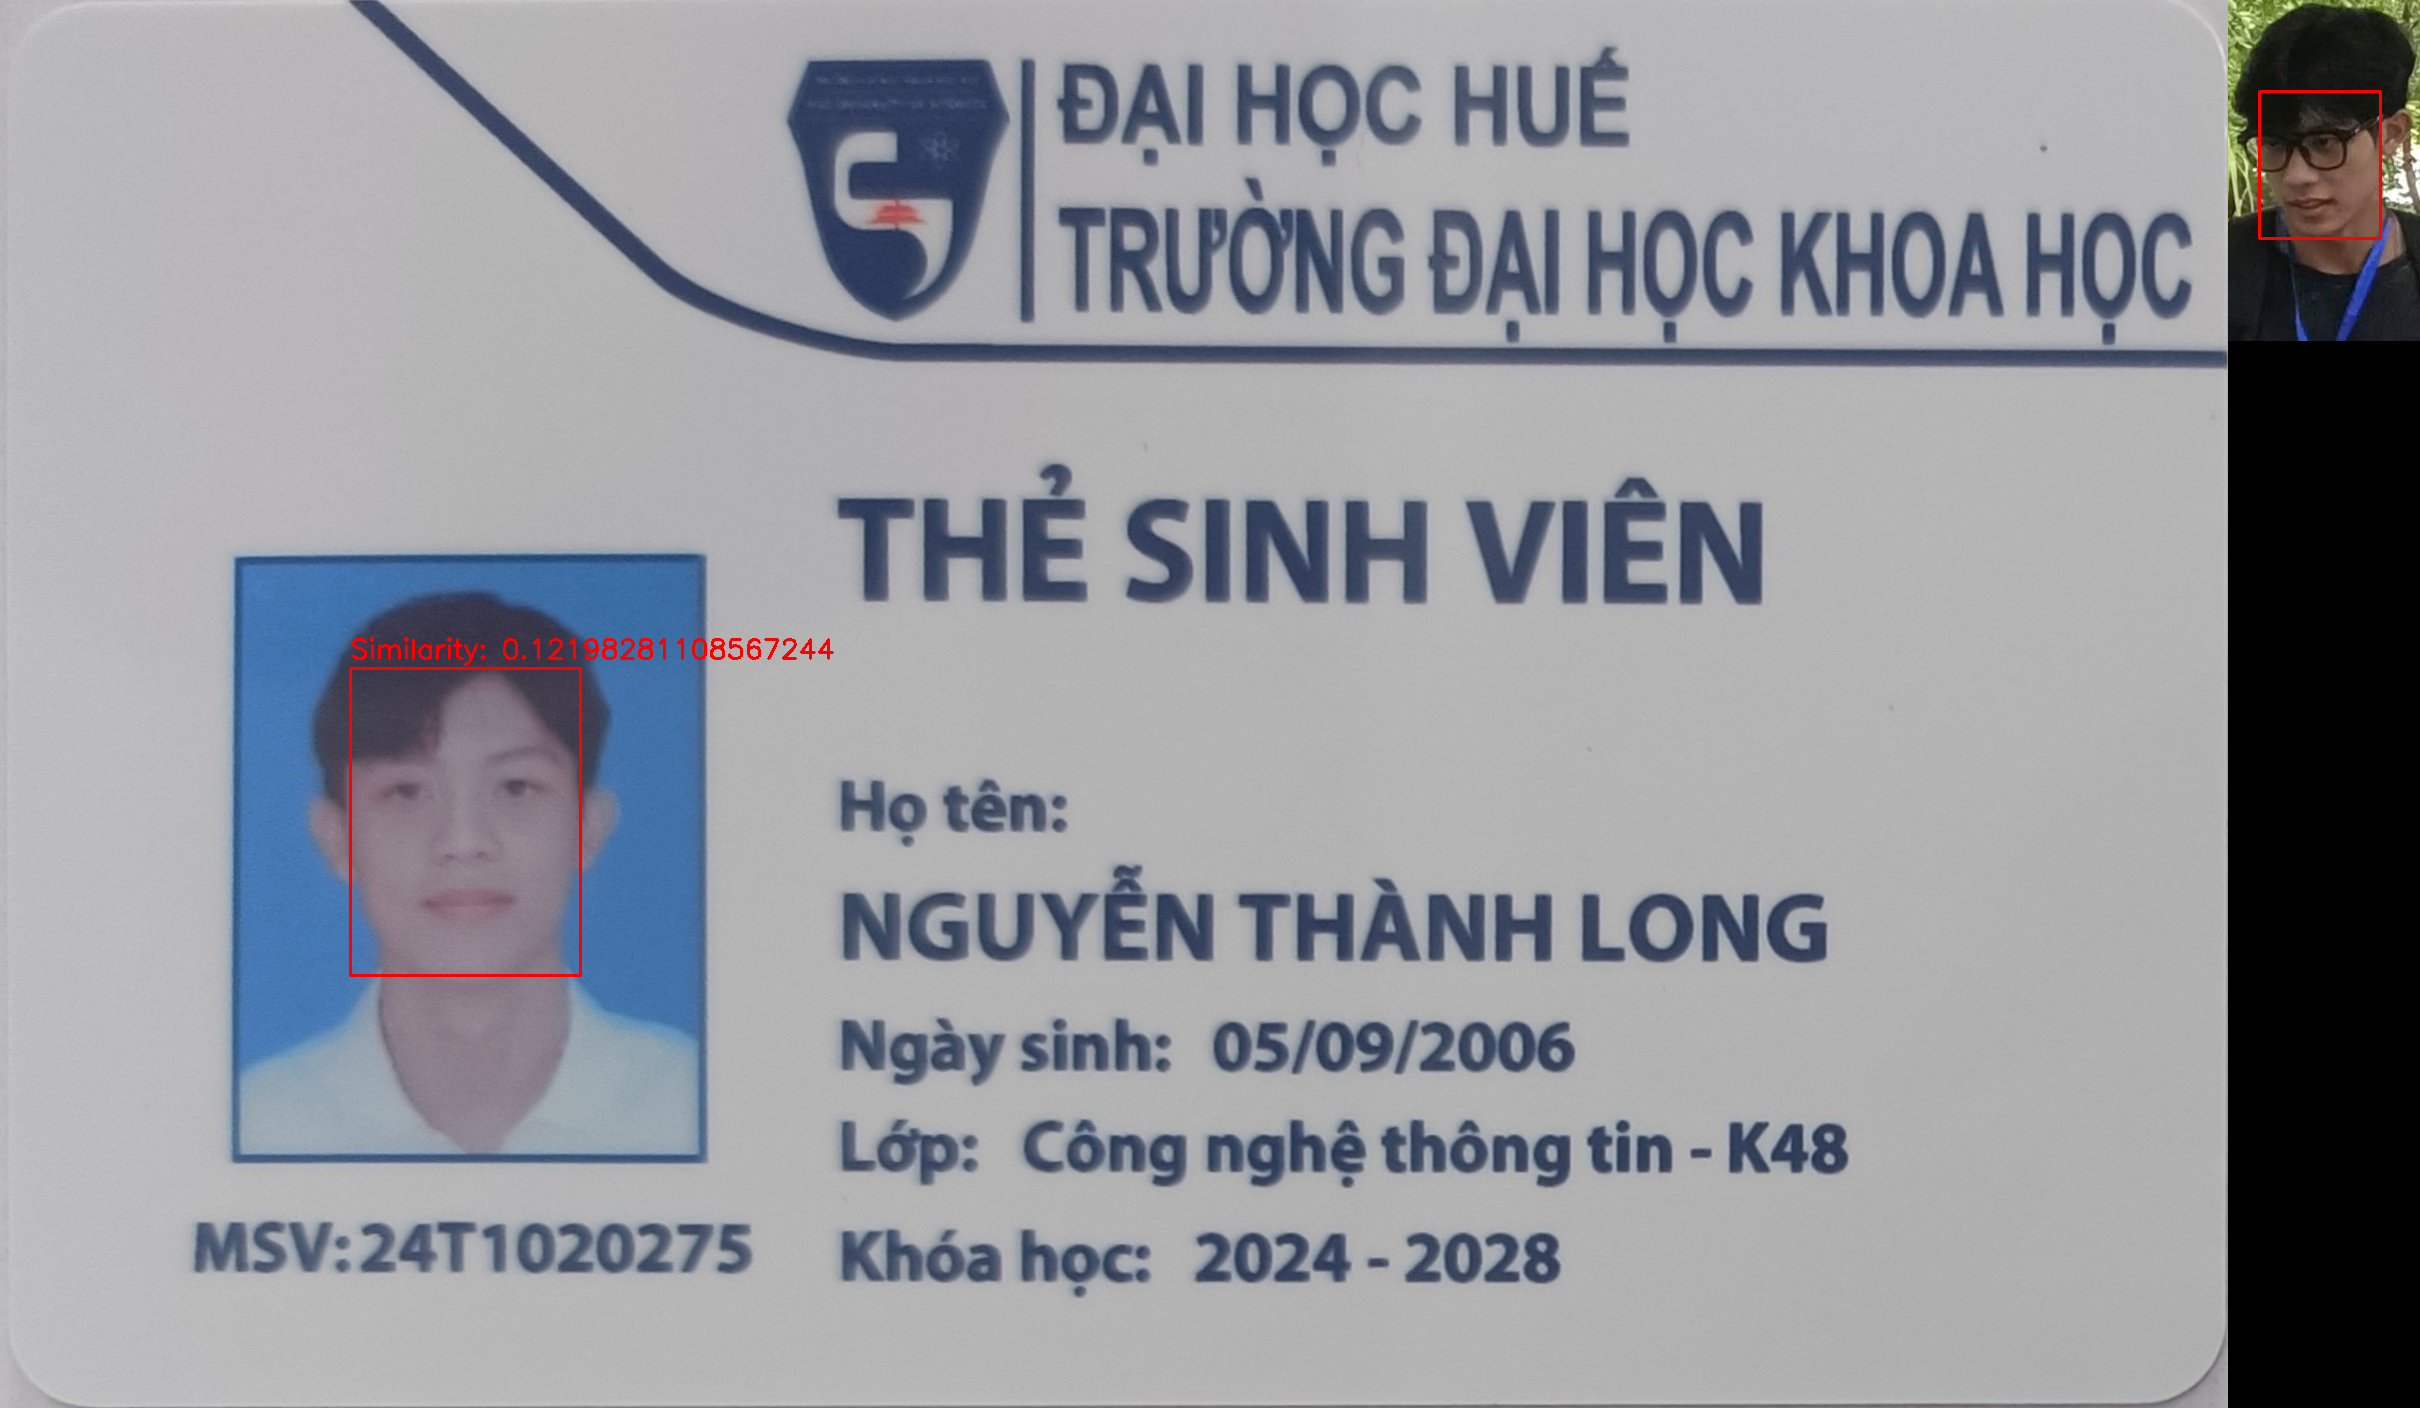 ĐẠI HỌC HUẾ
TRƯỜNG ĐẠI HỌC KHOA HỌC
THẺ SINH VIÊN
Similarity: 0.12198281108567244
Họ tên:
NGUYỄN THÀNH LONG
Ngày sinh: 05/09/2006
Lớp: Công nghệ thông tin - K48
MSV: 24T1020275
Khóa học: 2024 - 2028